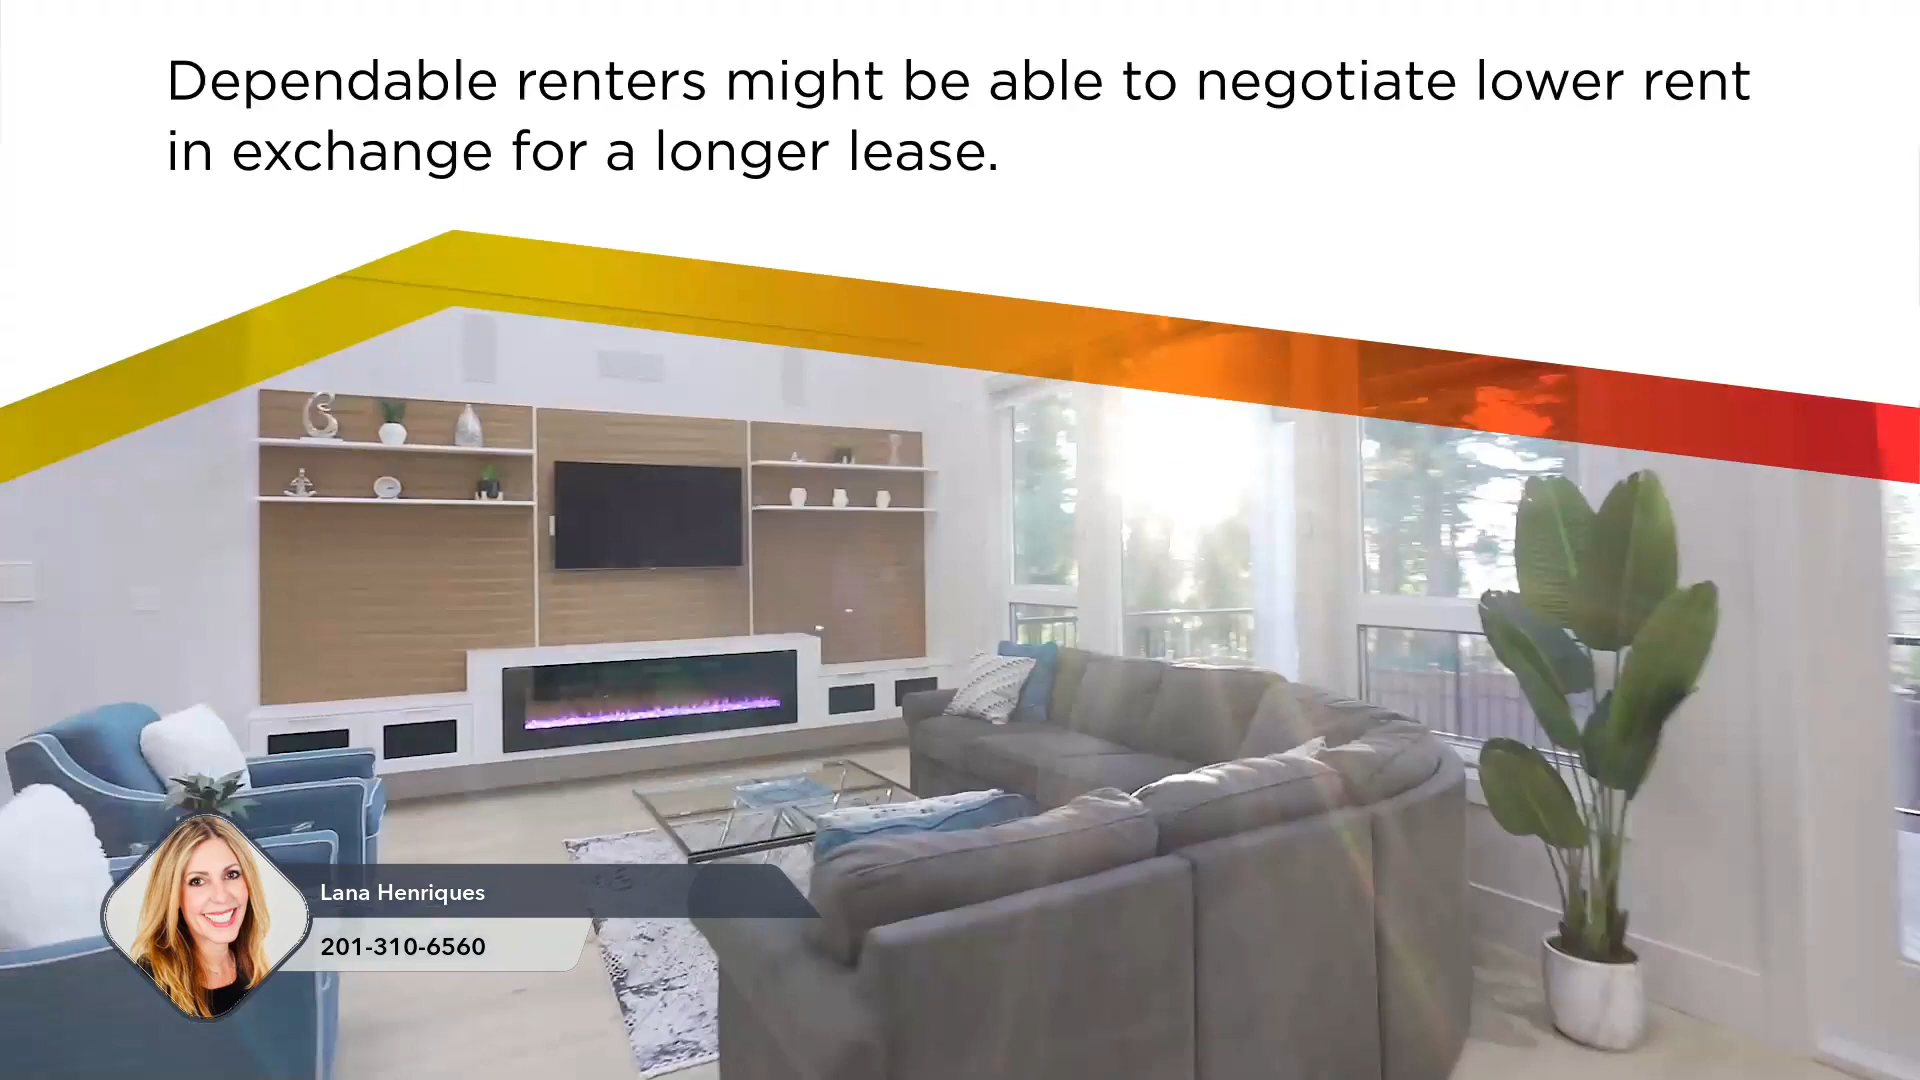 Dependable renters might be able to negotiate lower rent
in exchange for a longer lease.
Lana Henriques
201-310-6560